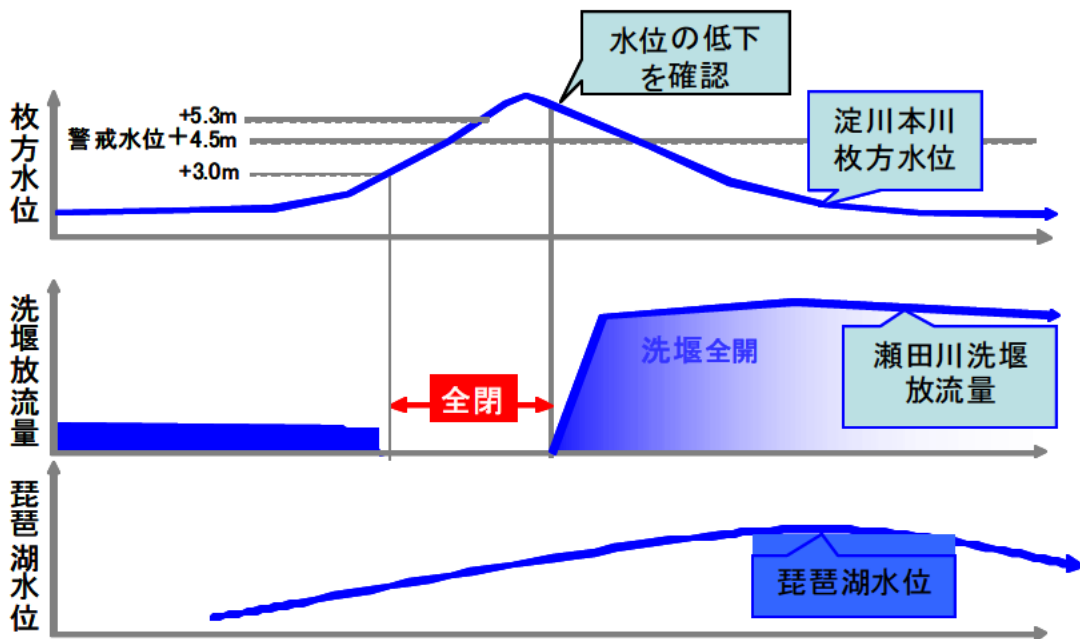 水位の低下
を確認
枚方水位
+5.3m
警戒水位+4.5m
+3.0m
淀川本川
枚方水位
洗堰放流量
洗堰全開
全閉
瀬田川洗堰
放流量
琵琶湖水位
琵琶湖水位